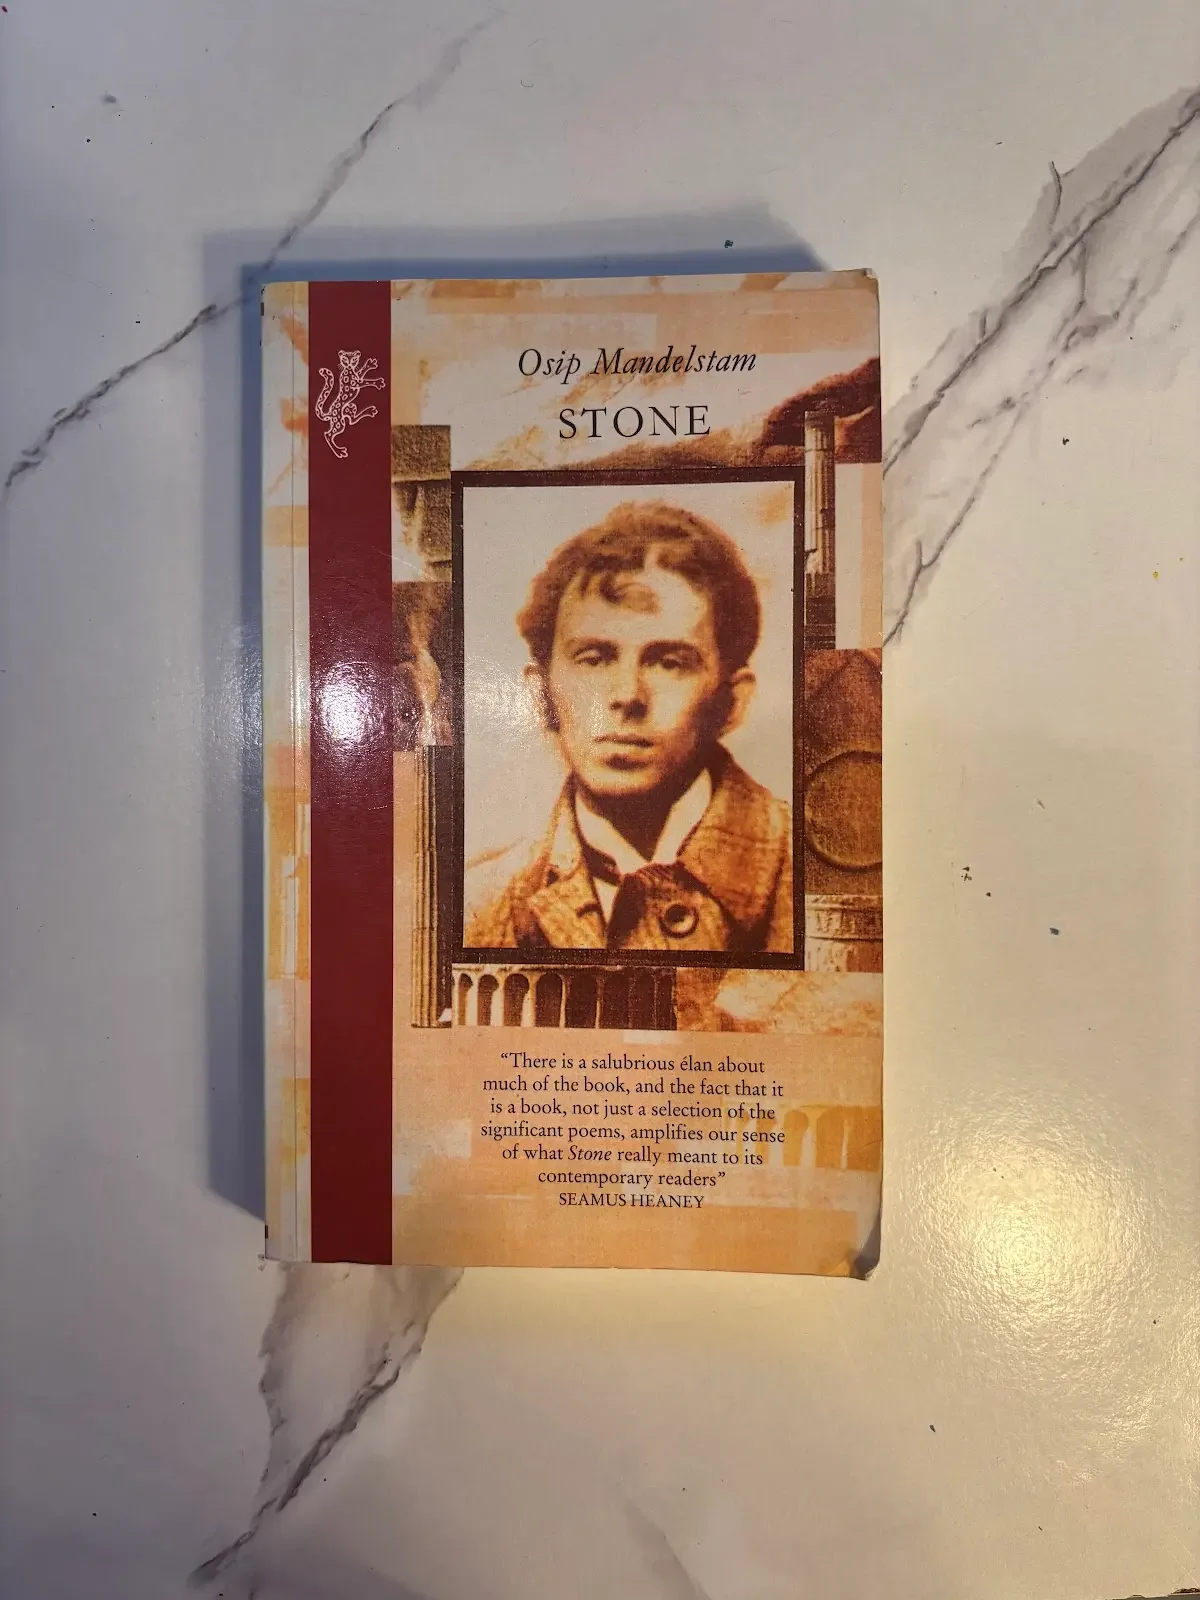 Osip Mandelstam
STONE
“There is a salubrious élan about
much of the book, and the fact that it
is a book, not just a selection of the
significant poems, amplifies our sense
of what Stone really meant to its
contemporary readers”
SEAMUS HEANEY